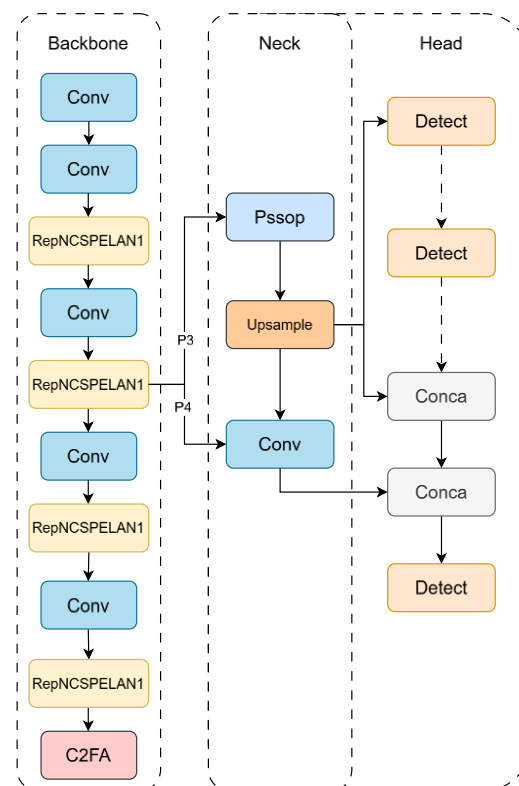 Backbone
Conv
Conv
RepNCSPELAN1
Conv
RepNCSPELAN1
Conv
RepNCSPELAN1
Conv
RepNCSPELAN1
C2FA
P3
P4
Neck
Pssop
Upsample
Conv
Head
Detect
Detect
Conca
Conca
Detect